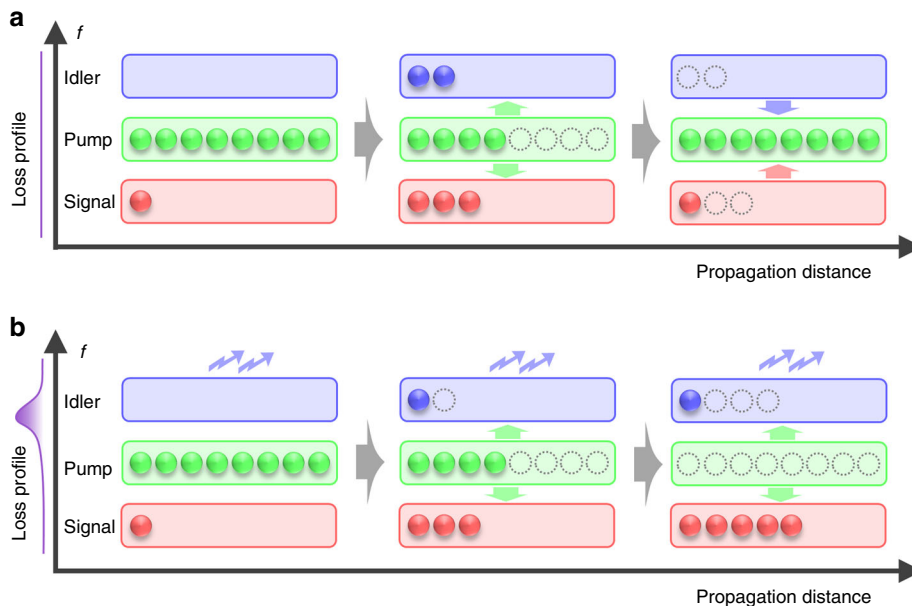 a
f
Loss profile
Idler
Pump
Signal
Propagation distance
b
f
Loss profile
Idler
Pump
Signal
Propagation distance